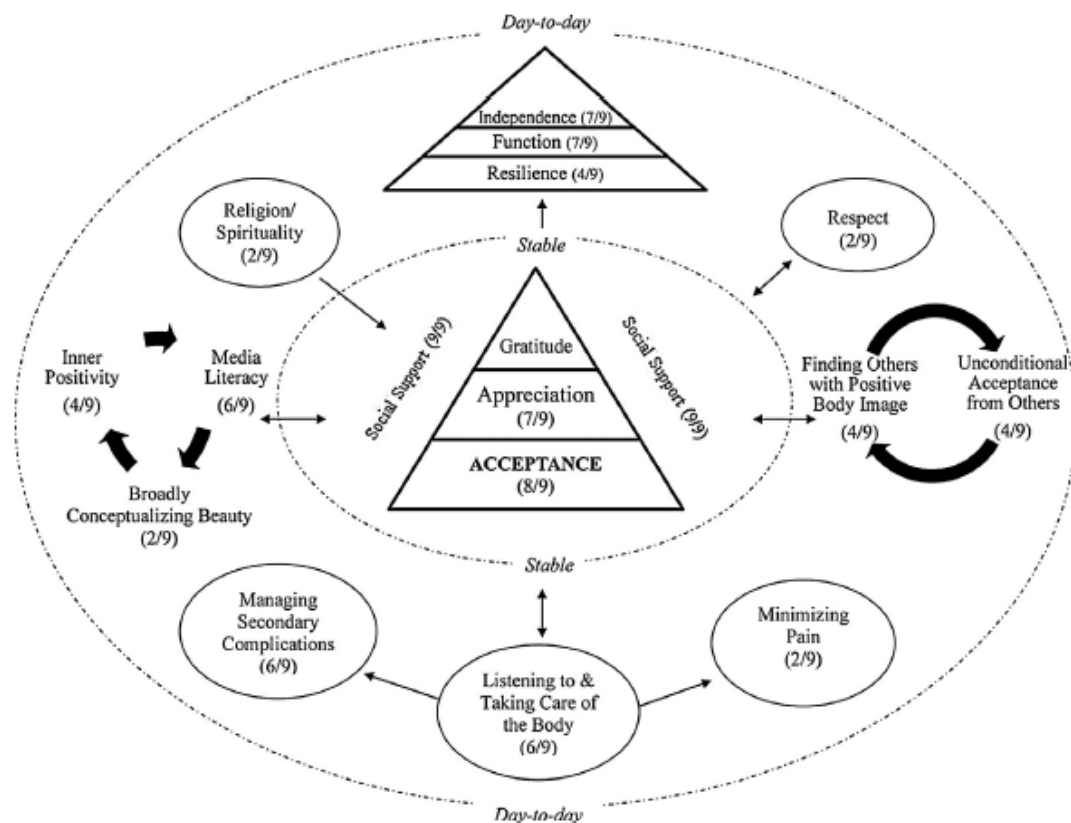 Day-to-day
Independence (7/9)
Function (7/9)
Resilience (4/9)
Religion/
Spirituality
(2/9)
Respect
(2/9)
Stable
Social Support (9/9)
Social Support (9/9)
Gratitude
Appreciation
(7/9)
ACCEPTANCE
(8/9)
Inner
Positivity
(4/9)
Media
Literacy
(6/9)
Broadly
Conceptualizing Beauty
(2/9)
Finding Others
with Positive
Body Image
(4/9)
Unconditional
Acceptance
from Others
(4/9)
Stable
Managing
Secondary
Complications
(6/9)
Listening to &
Taking Care of
the Body
(6/9)
Minimizing
Pain
(2/9)
Day-to-day